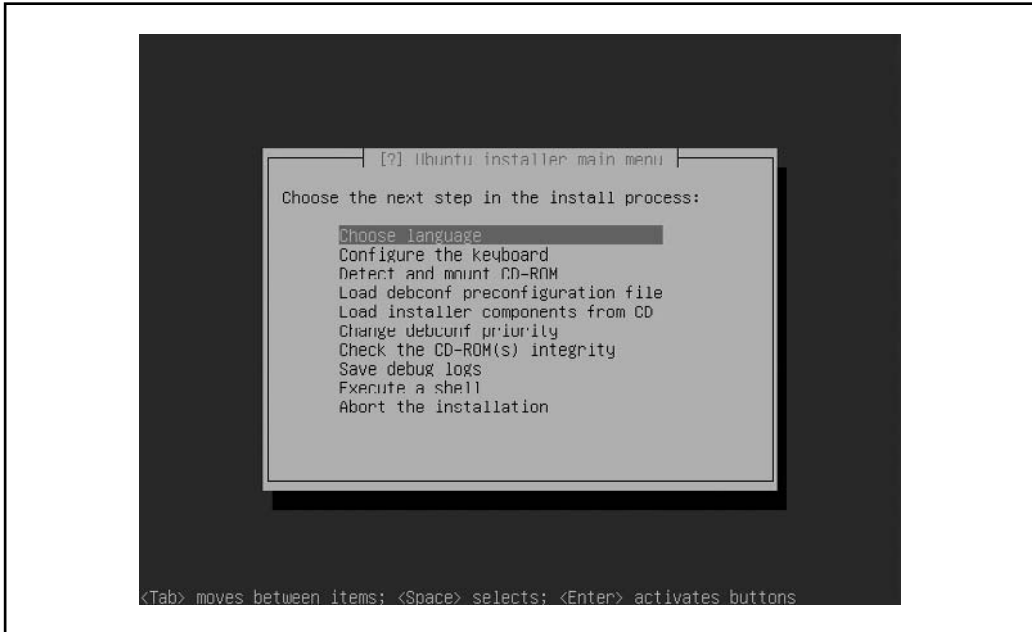 [?] Ubuntu installer main menu
Choose the next step in the install process:
Choose language
Configure the keyboard
Detect and mount CD-ROM
Load debconf preconfiguration file
Load installer components from CD
Change debconf priority
Check the CD-ROM(s) integrity
Save debug logs
Execute a shell
Abort the installation
<Tab> moves between items; <Space> selects; <Enter> activates buttons